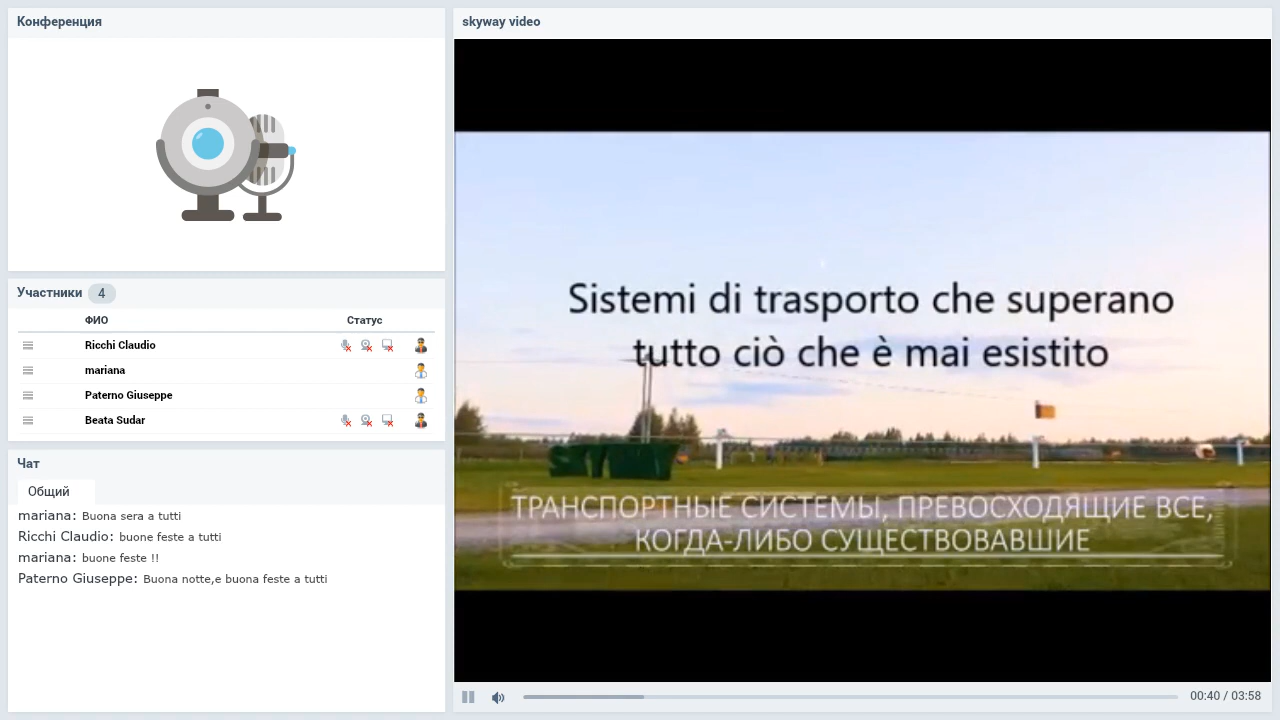 Конференция
Участники 4
ФИО Статус
Ricchi Claudio
mariana
Paterno Giuseppe
Beata Sudar
Чат
Общий
mariana: Buona sera a tutti
Ricchi Claudio: buone feste a tutti
mariana: buone feste !!
Paterno Giuseppe: Buona notte,e buona feste a tutti
skyway video
Sistemi di trasporto che superano
tutto ciò che è mai esistito
ТРАНСПОРТНЫЕ СИСТЕМЫ, ПРЕВОСХОДЯЩИЕ ВСЕ,
КОГДА-ЛИБО СУЩЕСТВОВАВШИЕ
00:40 / 03:58